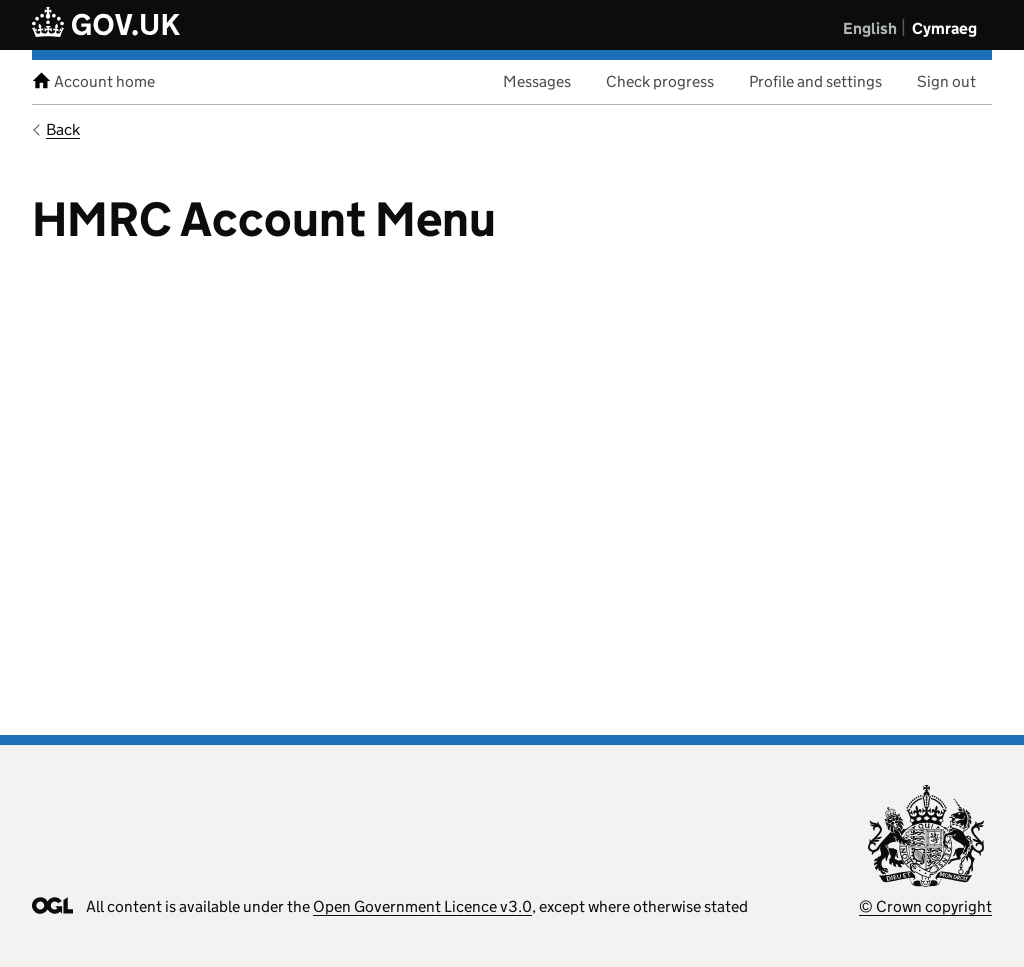 GOV.UK
English Cymraeg
Account home Messages Check progress Profile and settings Sign out
Back
HMRC Account Menu
DIEU ET MON DROIT
OGL All content is available under the Open Government Licence v3.0, except where otherwise stated © Crown copyright